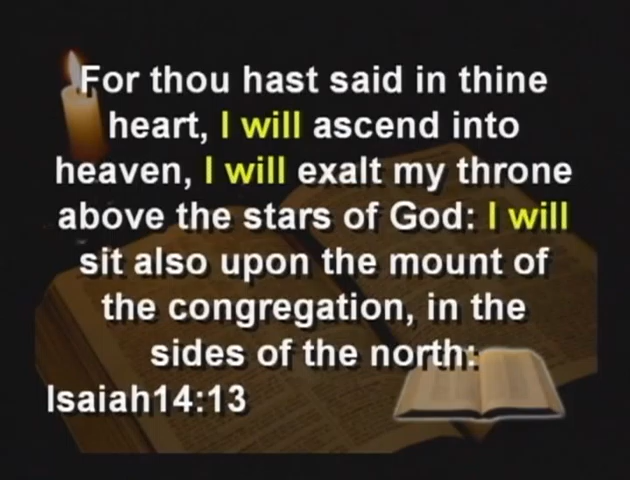 For thou hast said in thine
heart, I will ascend into
heaven, I will exalt my throne
above the stars of God: I will
sit also upon the mount of
the congregation, in the
sides of the north:
Isaiah14:13